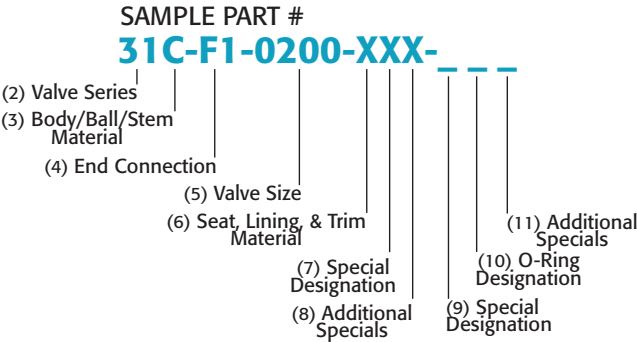 SAMPLE PART #
31C-F1-0200-XXX-_ _ _
(2) Valve Series
(3) Body/Ball/Stem
Material
(4) End Connection
(5) Valve Size
(6) Seat, Lining, & Trim
Material
(7) Special
Designation
(8) Additional
Specials
(9) Special
Designation
(10) O-Ring
Designation
(11) Additional
Specials